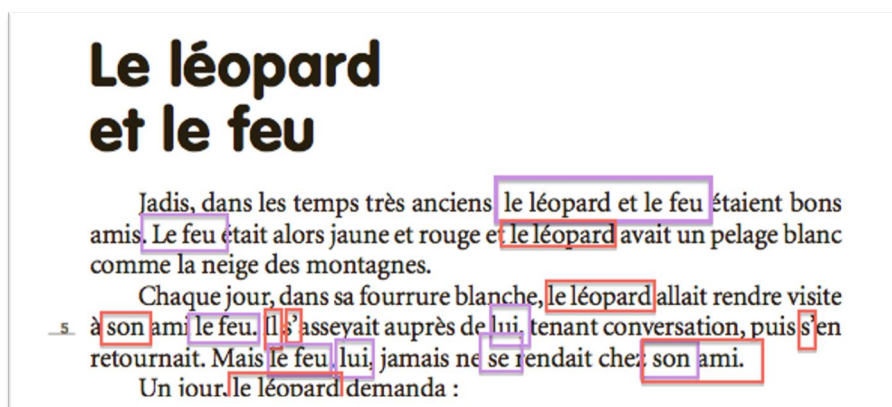 Le léopard
et le feu
Jadis, dans les temps très anciens, le léopard et le feu étaient bons
amis. Le feu était alors jaune et rouge et le léopard avait un pelage blanc
comme la neige des montagnes.
Chaque jour, dans sa fourrure blanche, le léopard allait rendre visite
5 à son ami le feu. Il s'asseyait auprès de lui, tenant conversation, puis s'en
retournait. Mais le feu, lui, jamais ne se rendait chez son ami.
Un jour, le léopard demanda :